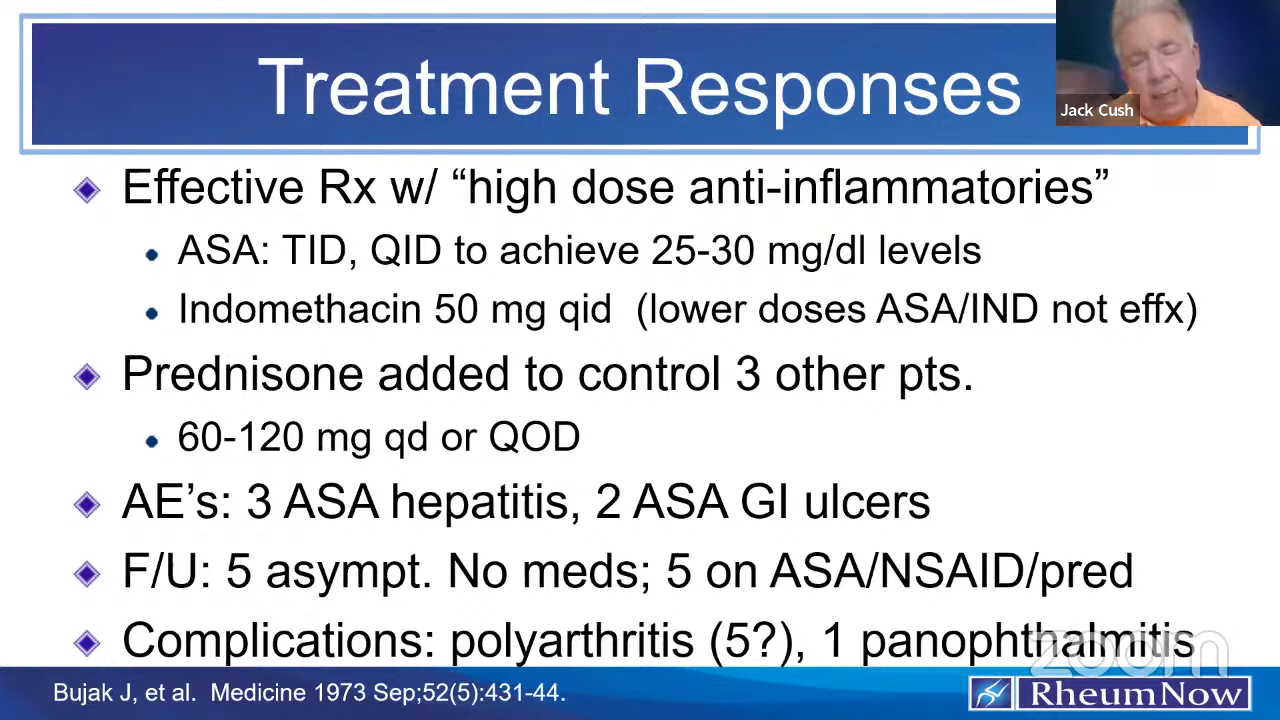 Treatment Responses
Jack Cush
Effective Rx w/ “high dose anti-inflammatories”
ASA: TID, QID to achieve 25-30 mg/dl levels
Indomethacin 50 mg qid (lower doses ASA/IND not effx)
Prednisone added to control 3 other pts.
60-120 mg qd or QOD
AE’s: 3 ASA hepatitis, 2 ASA GI ulcers
F/U: 5 asympt. No meds; 5 on ASA/NSAID/pred
Complications: polyarthritis (5?), 1 panophthalmitis
zoom
Bujak J, et al. Medicine 1973 Sep;52(5):431-44.
RheumNow